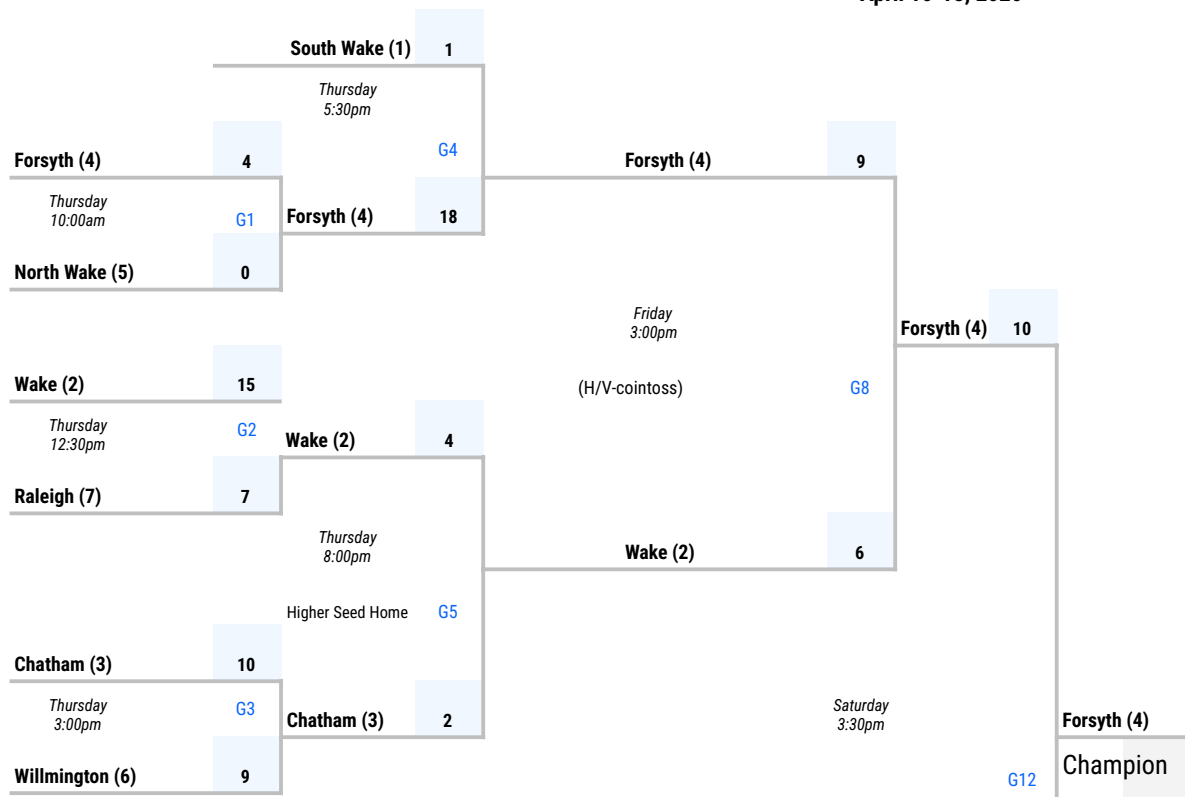 South Wake (1) 1
Thursday
5:30pm
G4
Forsyth (4) 4
Forsyth (4) 9
Thursday
10:00am
G1
Forsyth (4) 18
North Wake (5) 0
Friday
3:00pm
Forsyth (4) 10
Wake (2) 15
(H/V-cointoss)
G8
Thursday
12:30pm
G2
Wake (2) 4
Raleigh (7) 7
Thursday
8:00pm
Wake (2) 6
Higher Seed Home
G5
Chatham (3) 10
Thursday
3:00pm
G3
Chatham (3) 2
Saturday
3:30pm
Forsyth (4)
Willmington (6) 9
G12
Champion